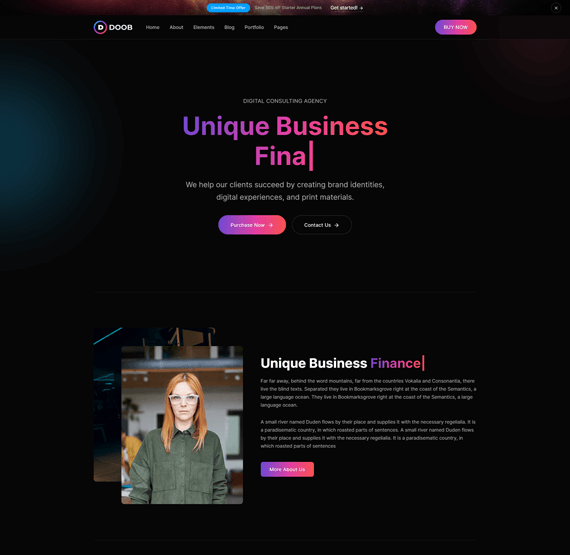 Limited Time Offer Save 50% off Starter Annual Plans Get started!
DOOB Home About Elements Blog Portfolio Pages BUY NOW
DIGITAL CONSULTING AGENCY
Unique Business
Fina
We help our clients succeed by creating brand identities,
digital experiences, and print materials.
Purchase Now Contact Us
Unique Business Finance
Far far away, behind the word mountains, far from the countries Vokalia and Consonantia, there
live the blind texts. Separated they live in Bookmarksgrove right at the coast of the Semantics, a
large language ocean. They live in Bookmarksgrove right at the coast of the Semantics, a large
language ocean.
A small river named Duden flows by their place and supplies it with the necessary regelialia. It is
a paradisematic country, in which roasted parts of sentences. A small river named Duden flows
by their place and supplies it with the necessary regelialia. It is a paradisematic country, in
which roasted parts of sentences
More About Us